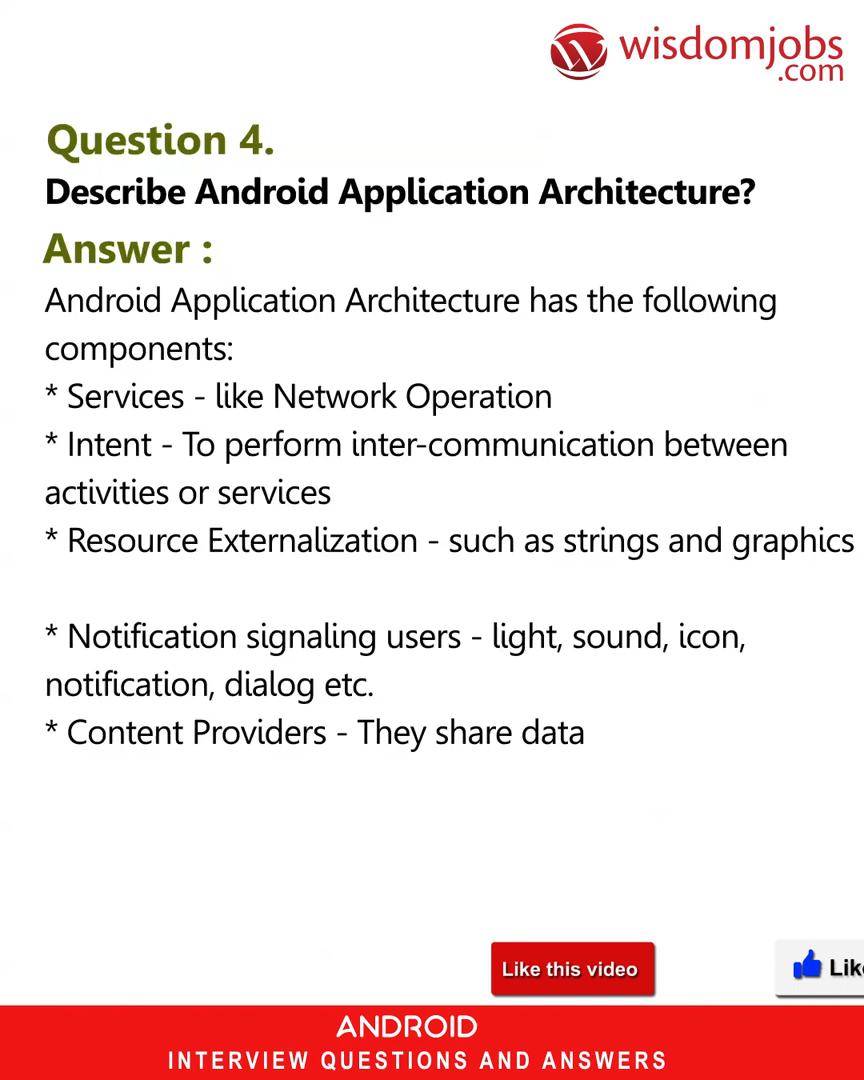 wisdomjobs
.com
Question 4.
Describe Android Application Architecture?
Answer :
Android Application Architecture has the following
components:
* Services - like Network Operation
* Intent - To perform inter-communication between
activities or services
* Resource Externalization - such as strings and graphics
* Notification signaling users - light, sound, icon,
notification, dialog etc.
* Content Providers - They share data
Like this video
Lik
ANDROID
INTERVIEW QUESTIONS AND ANSWERS